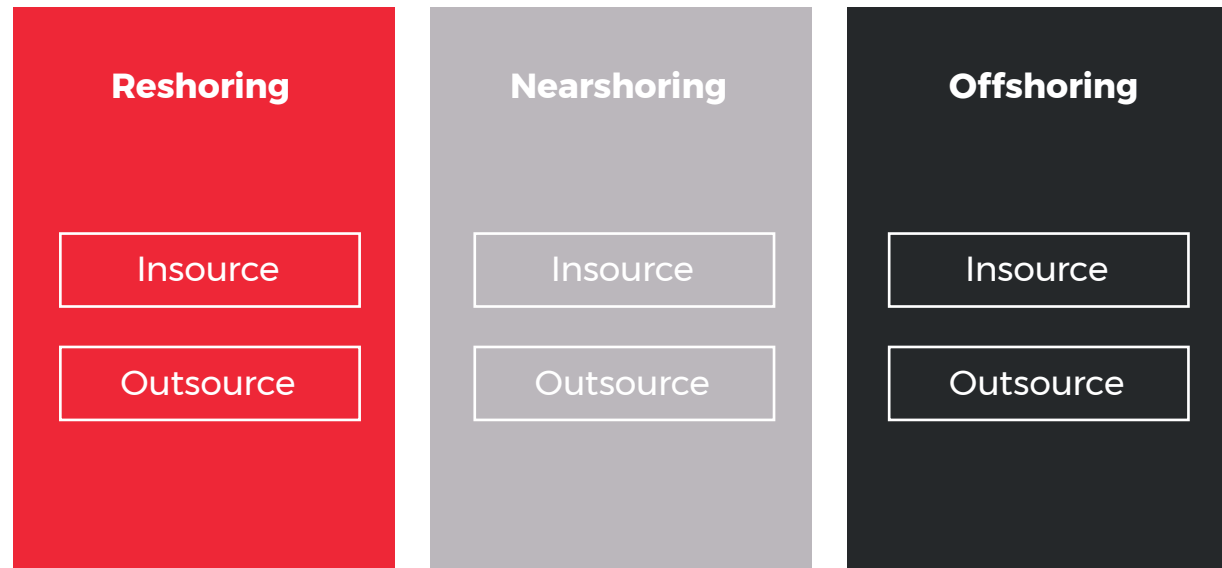 Reshoring
Insource
Outsource
Nearshoring
Insource
Outsource
Offshoring
Insource
Outsource